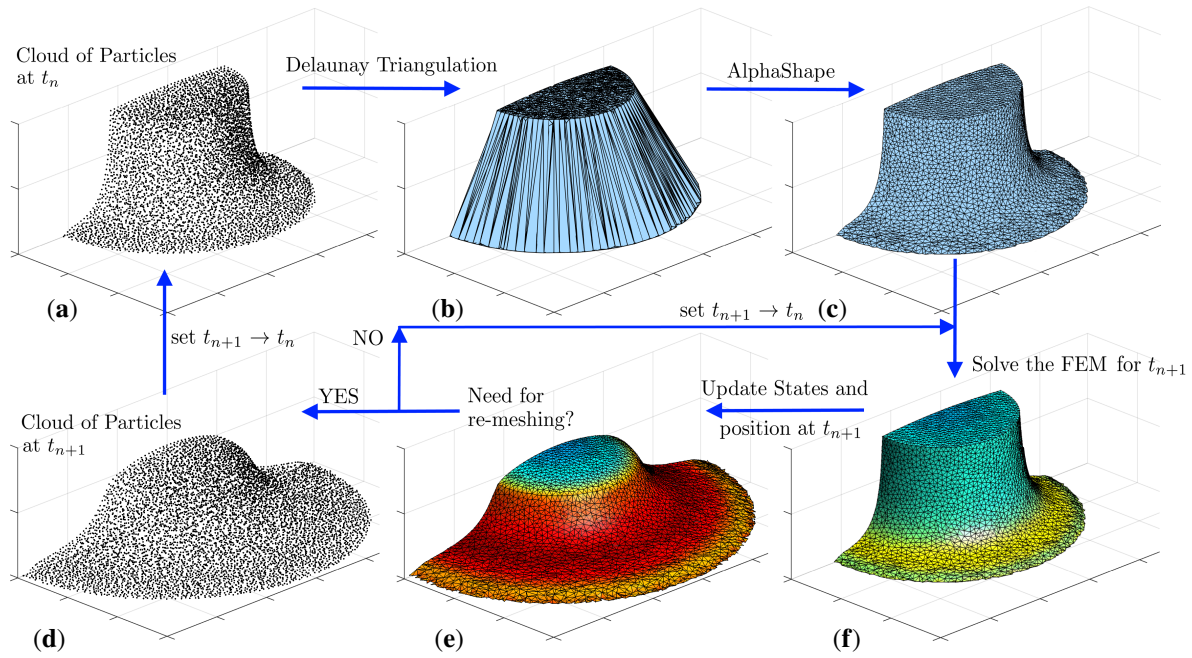 Cloud of Particles
at $t_n$
Delaunay Triangulation
AlphaShape
(a)
(b)
(c)
set $t_{n+1} \to t_n$
NO
set $t_{n+1} \to t_n$
Solve the FEM for $t_{n+1}$
YES
Need for
re-meshing?
Update States and
position at $t_{n+1}$
Cloud of Particles
at $t_{n+1}$
(d)
(e)
(f)